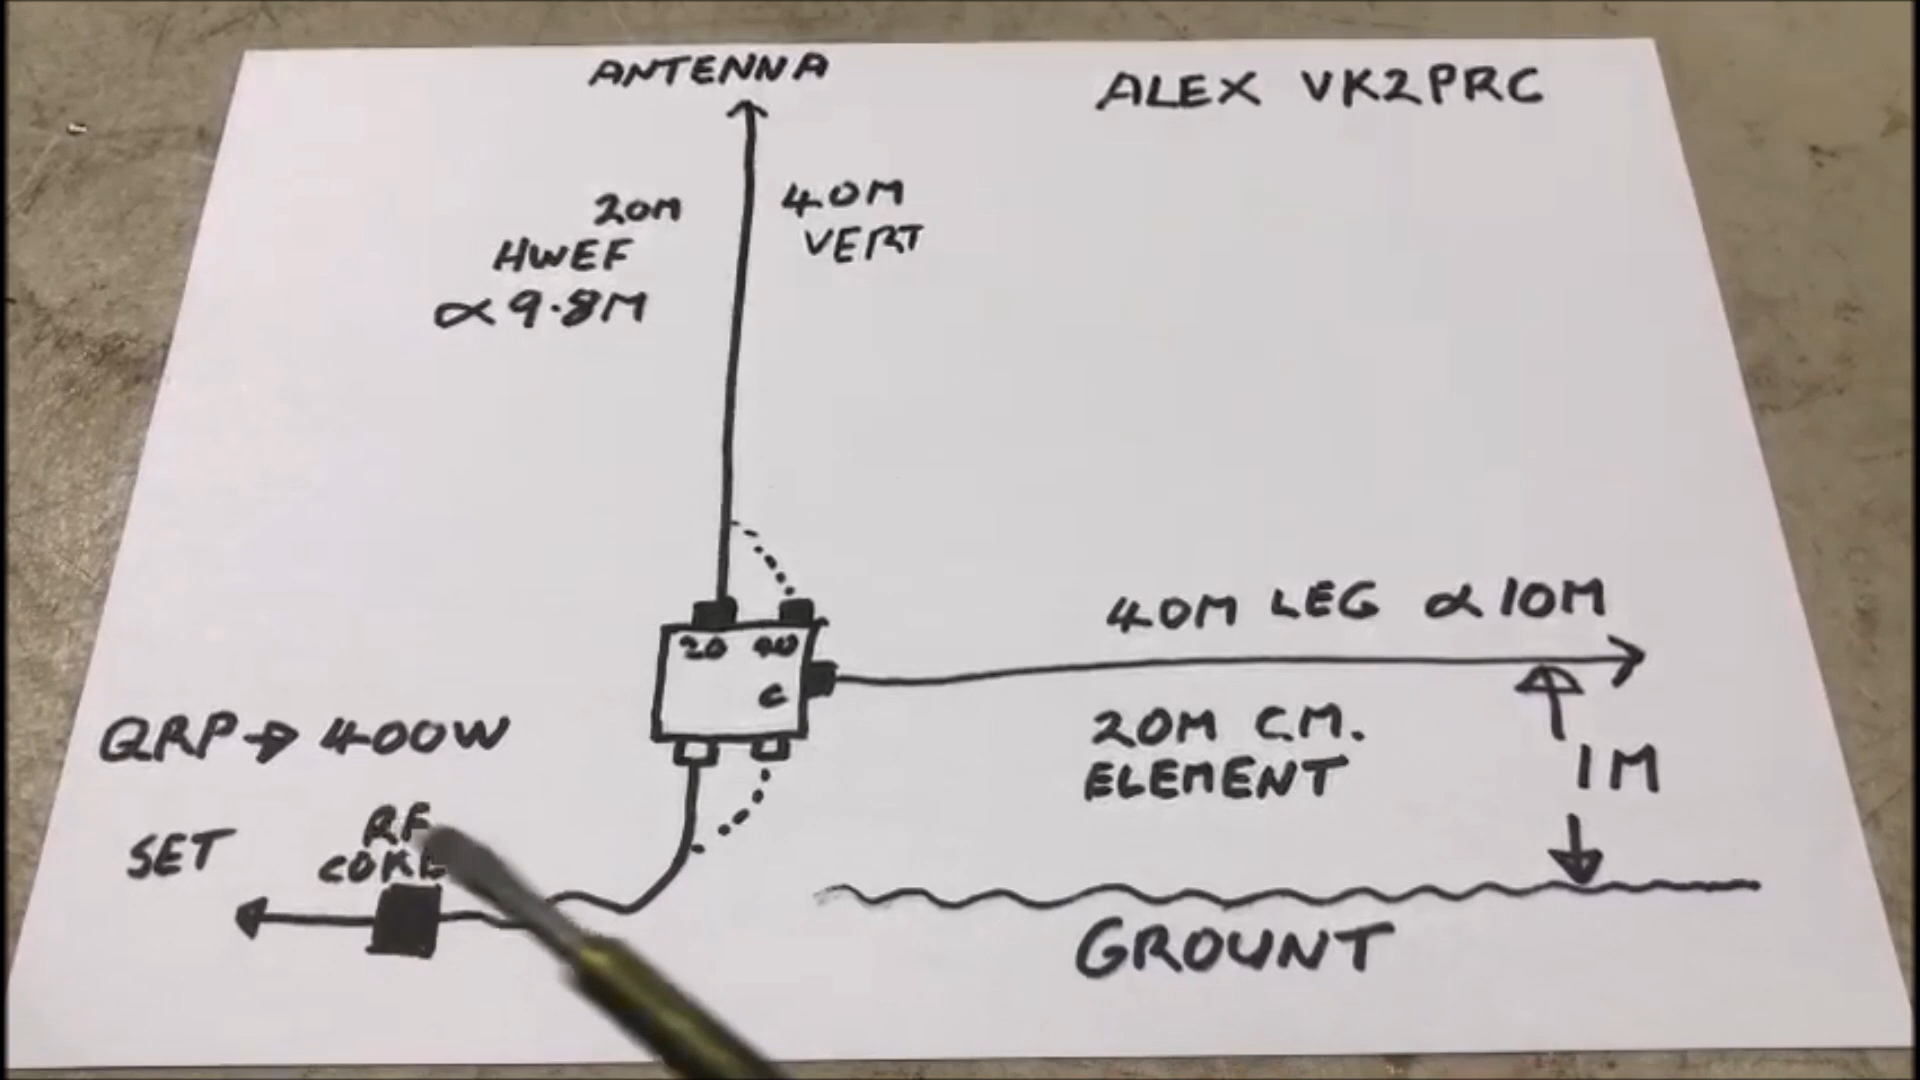 ANTENNA
ALEX VK2PRC
20M
HWEF
∝ 9.8M
40M
VERT
20 40
C
40M LEG ∝ 10M
20M C.M.
ELEMENT
1M
QRP → 400W
RF
SET
GROUNT